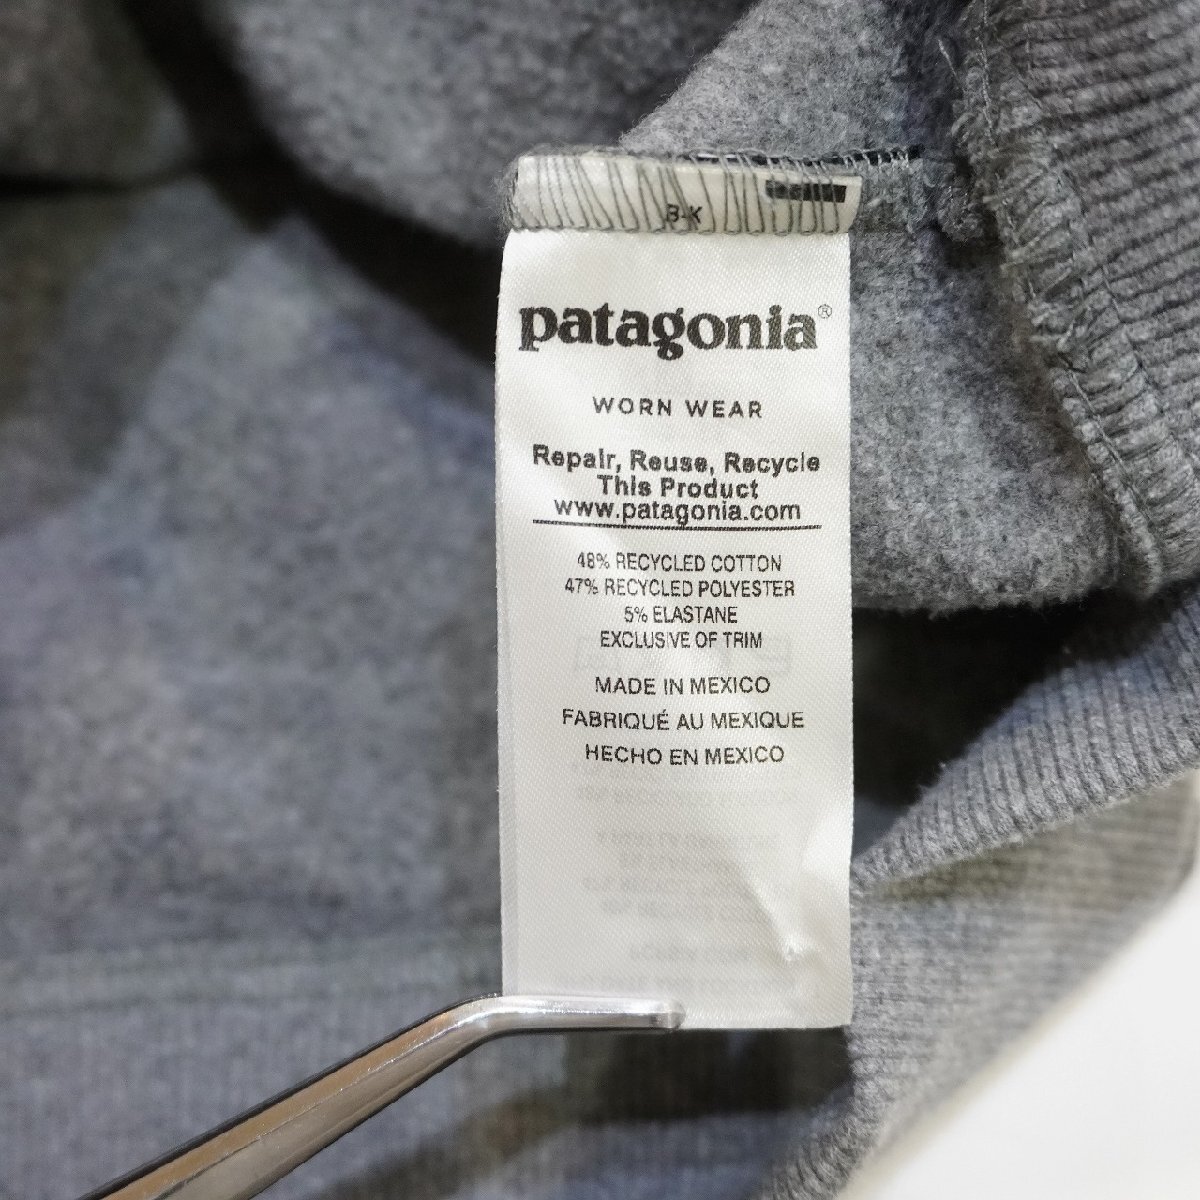 B-K
patagonia®
WORN WEAR
Repair, Reuse, Recycle
This Product
www.patagonia.com
48% RECYCLED COTTON
47% RECYCLED POLYESTER
5% ELASTANE
EXCLUSIVE OF TRIM
MADE IN MEXICO
FABRIQUÉ AU MEXIQUE
HECHO EN MEXICO